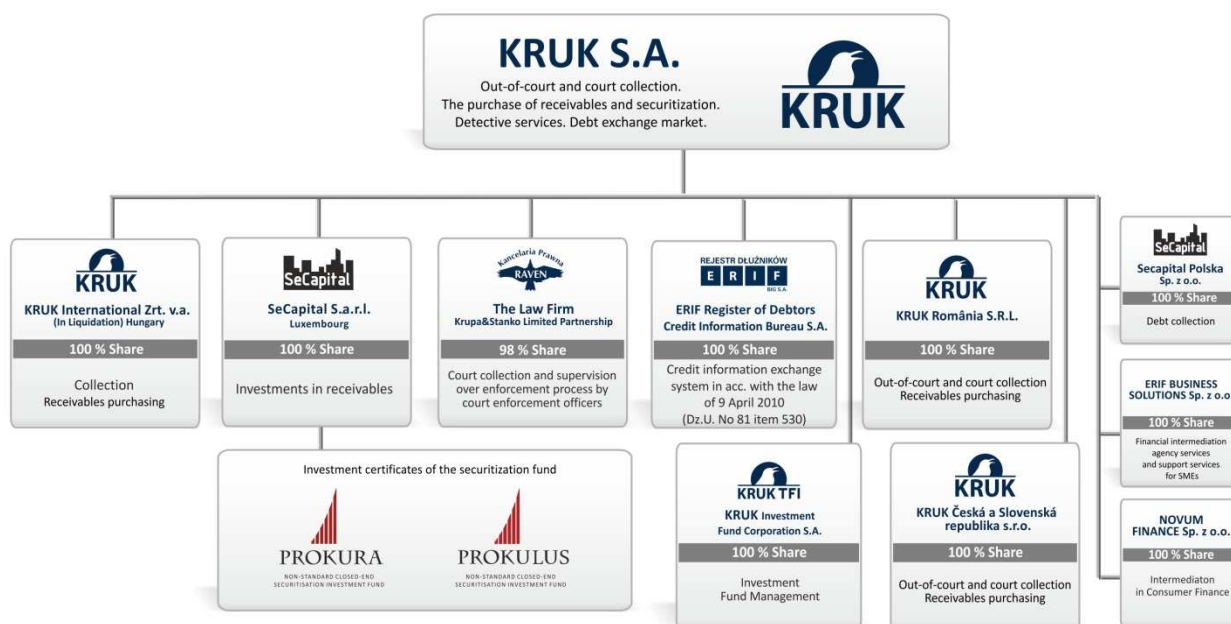 KRUK S.A.
Out-of-court and court collection.
The purchase of receivables and securitization.
Detective services. Debt exchange market.
KRUK
KRUK
KRUK International Zrt. v.a.
(In Liquidation) Hungary
100 % Share
Collection
Receivables purchasing
SeCapital
SeCapital S.a.r.l.
Luxembourg
100 % Share
Investments in receivables
Kancelaria Prawna
RAVEN
The Law Firm
Krupa&Stanko Limited Partnership
98 % Share
Court collection and supervision
over enforcement process by
court enforcement officers
REJESTR DŁUŻNIKÓW
ERIF
BIG S.A.
ERIF Register of Debtors
Credit Information Bureau S.A.
100 % Share
Credit information exchange
system in acc. with the law
of 9 April 2010
(Dz.U. No 81 item 530)
KRUK
KRUK România S.R.L.
100 % Share
Out-of-court and court collection
Receivables purchasing
SeCapital
Secapital Polska
Sp. z o.o.
100 % Share
Debt collection
ERIF BUSINESS
SOLUTIONS Sp. z o.o.
100 % Share
Financial intermediation
agency services
and support services
for SMEs
NOVUM
FINANCE Sp. z o.o.
100 % Share
Intermediaton
in Consumer Finance
Investment certificates of the securitization fund
PROKURA
NON-STANDARD CLOSED-END
SECURITISATION INVESTMENT FUND
PROKULUS
NON-STANDARD CLOSED-END
SECURITISATION INVESTMENT FUND
KRUK TFI
KRUK Investment
Fund Corporation S.A.
100 % Share
Investment
Fund Management
KRUK
KRUK Česká a Slovenská
republika s.r.o.
100 % Share
Out-of-court and court collection
Receivables purchasing